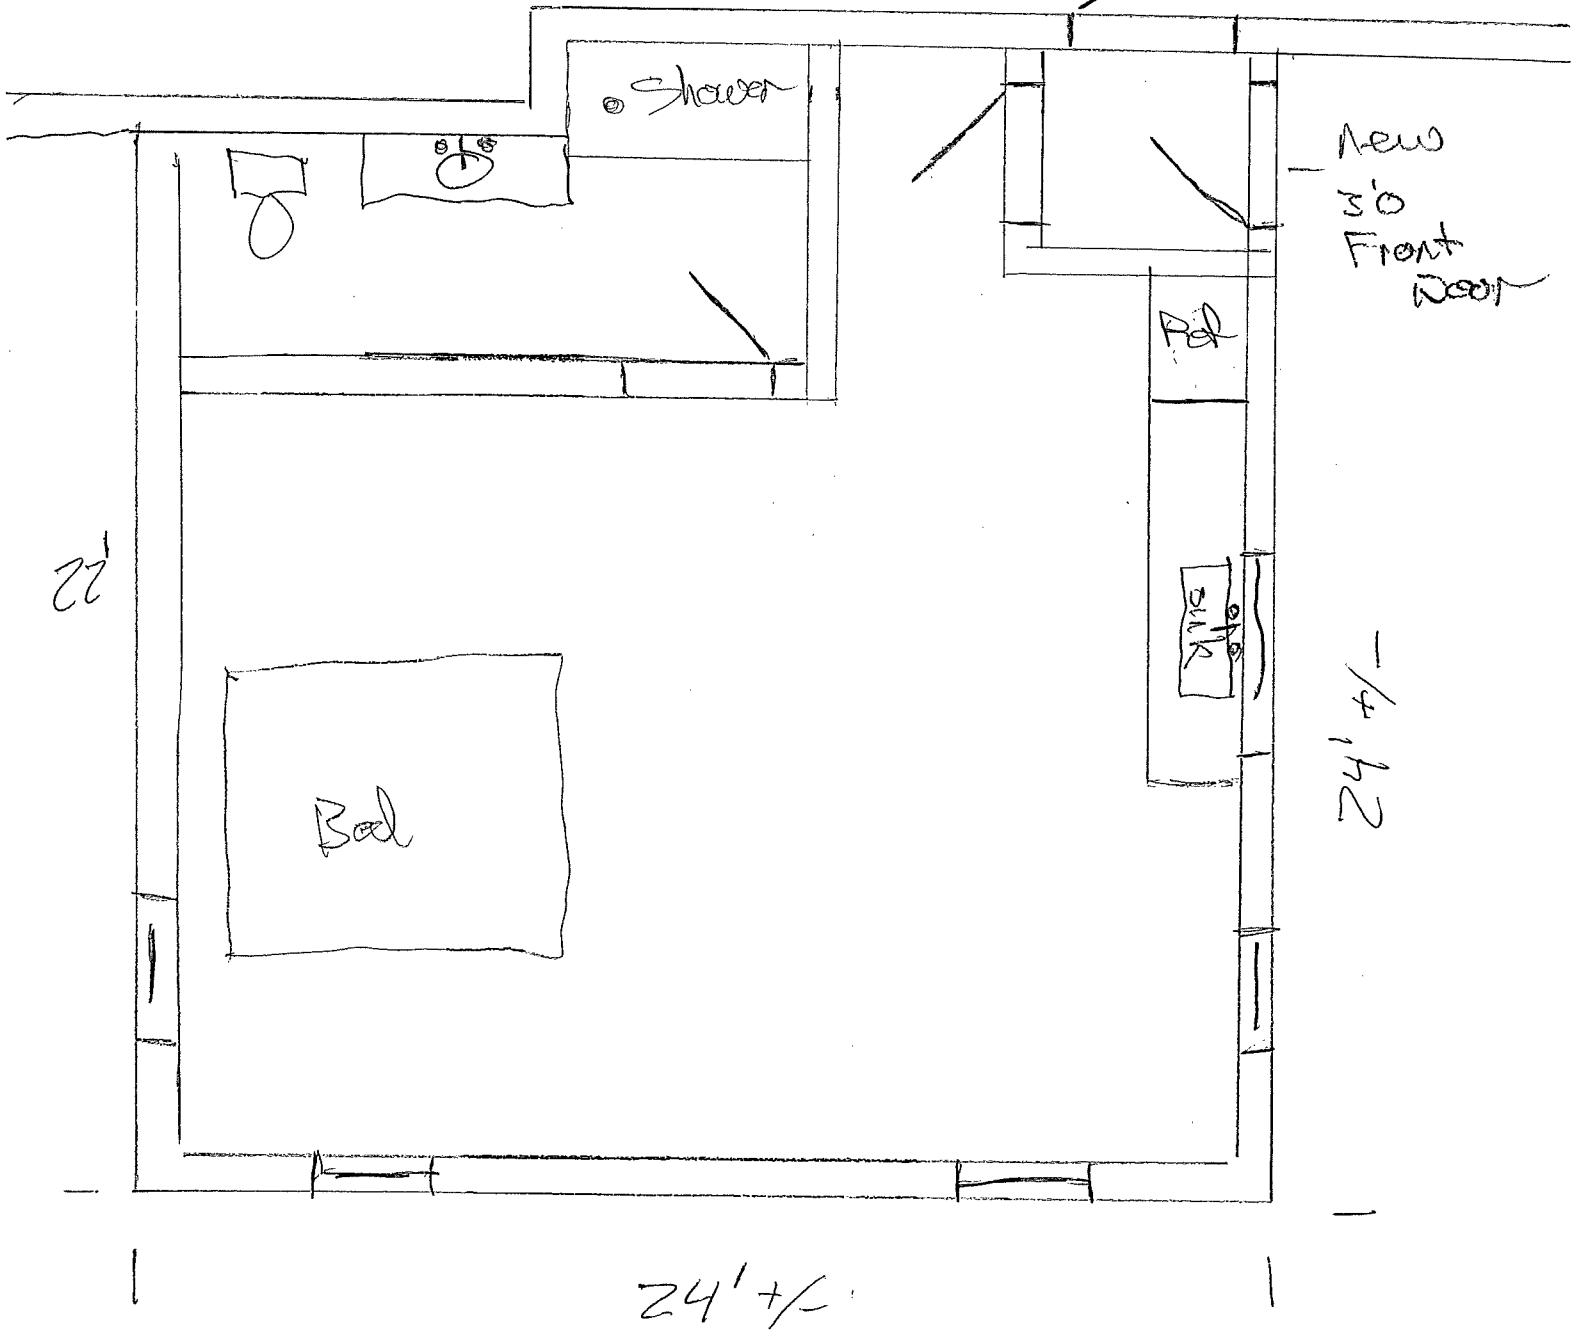 Shower
New
3'0
Front
Door
Ref
22'
Sink
24' +/-
Bed
24' +/-